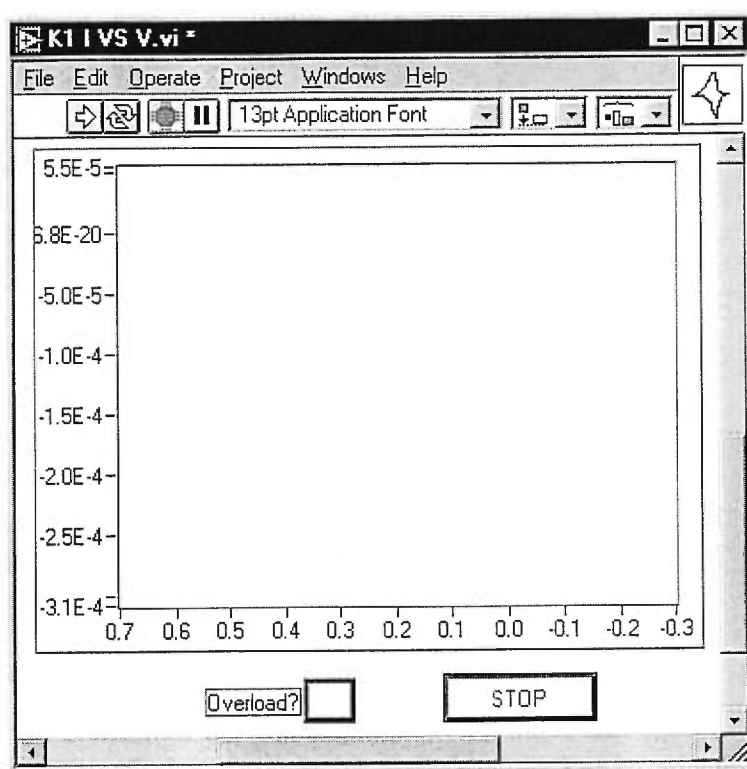 K1 I VS V.vi *
File Edit Operate Project Windows Help
13pt Application Font
5.5E-5
6.8E-20
-5.0E-5
-1.0E-4
-1.5E-4
-2.0E-4
-2.5E-4
-3.1E-4
0.7 0.6 0.5 0.4 0.3 0.2 0.1 0.0 -0.1 -0.2 -0.3
Overload? STOP